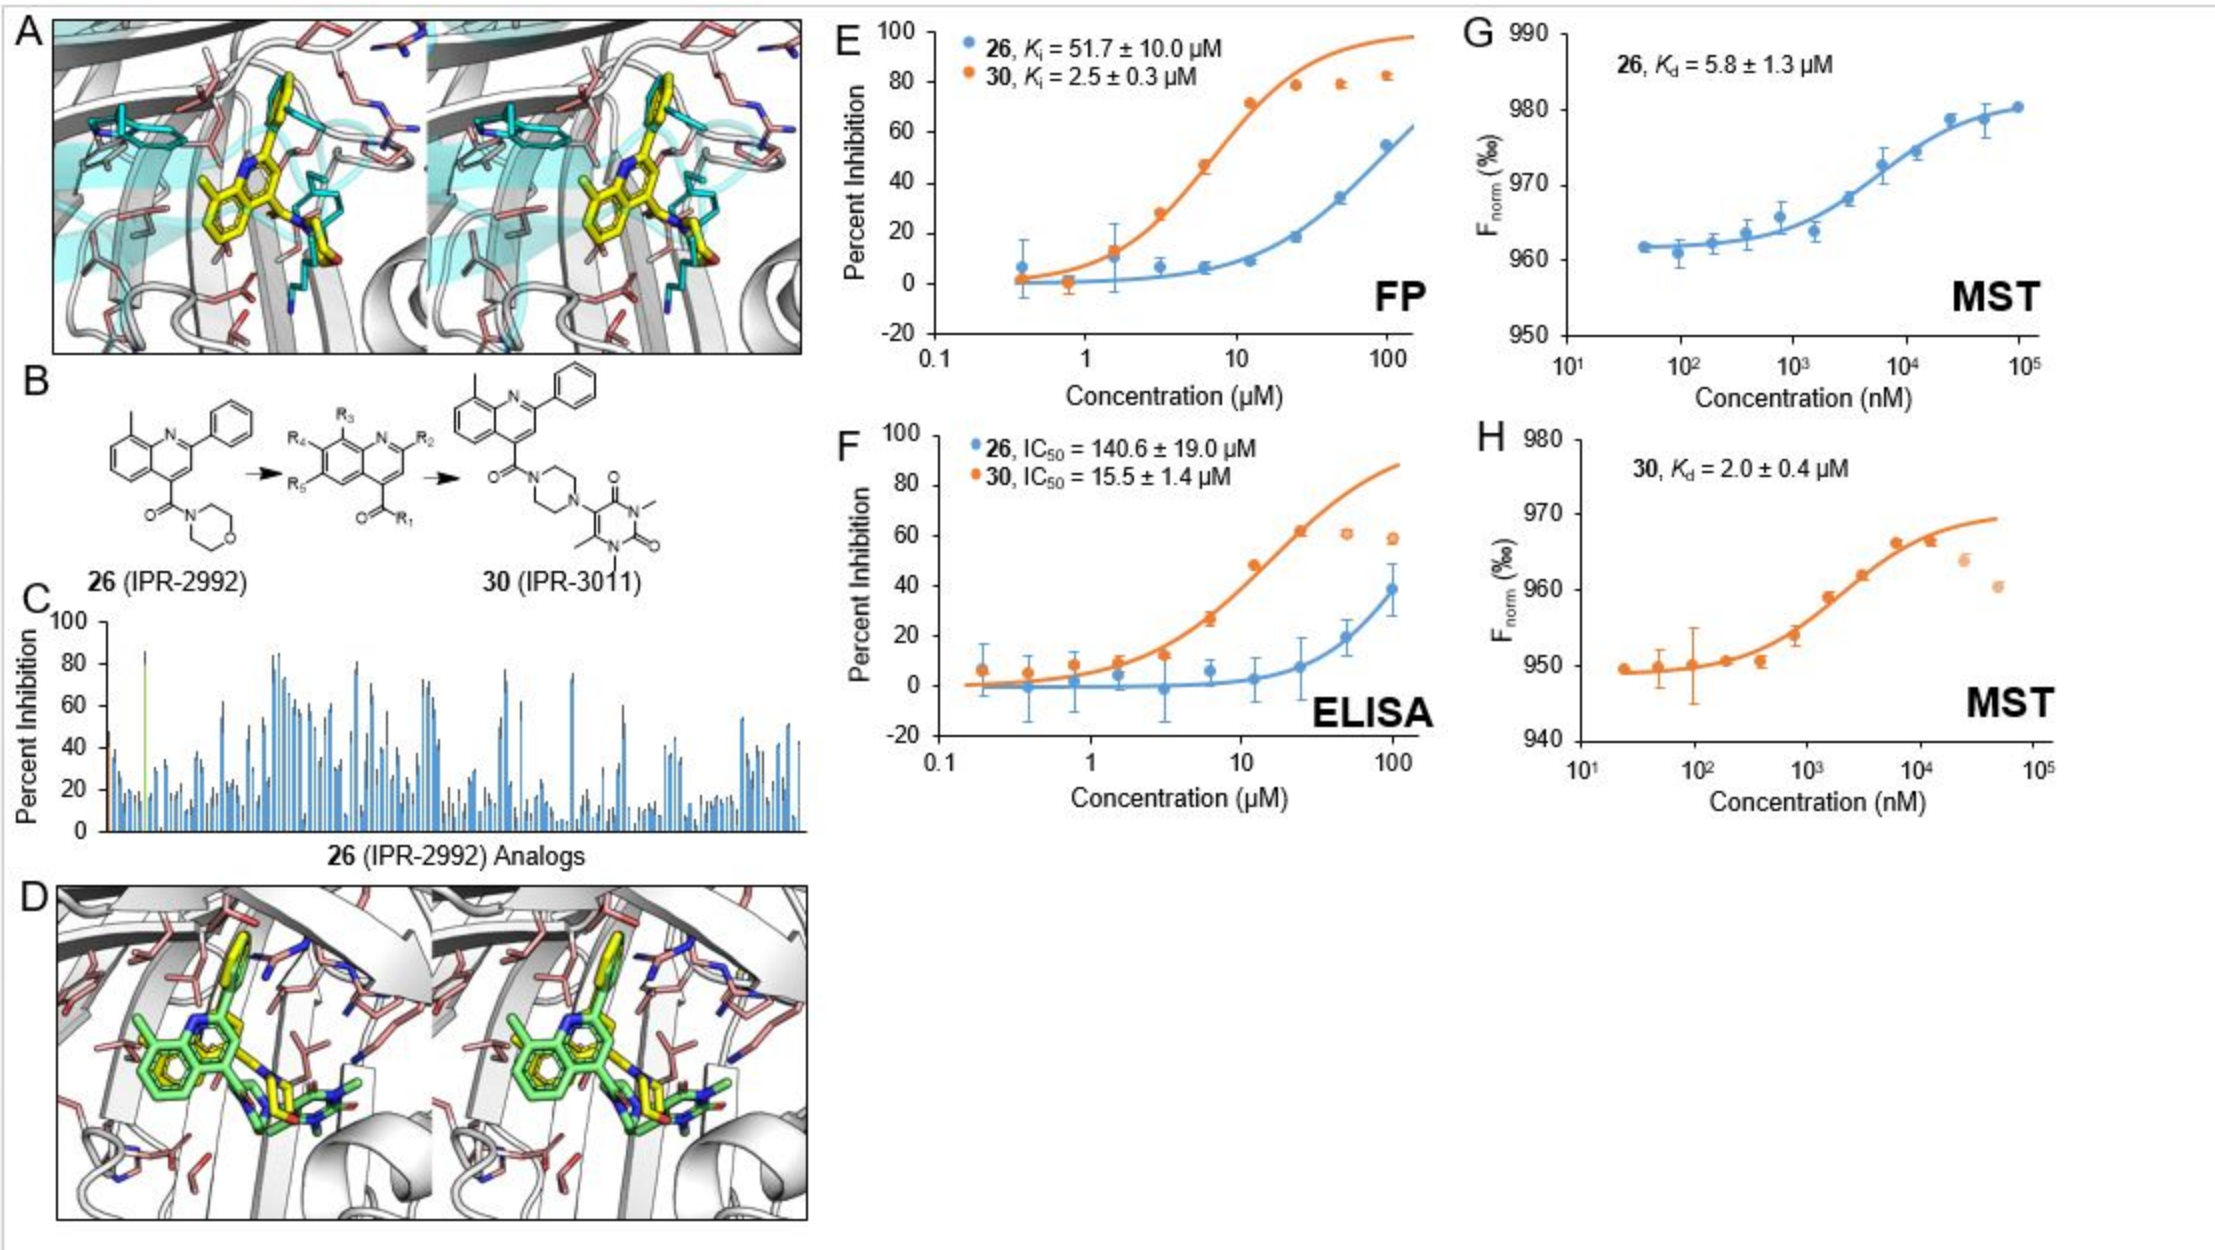 A
B
N
O
N
O
26 (IPR-2992)
R3
R4
R5
N
R2
O
R1
N
O
N
N
O
N
N
O
30 (IPR-3011)
C
Percent Inhibition
100
80
60
40
20
0
26 (IPR-2992) Analogs
D
E
26, Ki = 51.7 ± 10.0 µM
30, Ki = 2.5 ± 0.3 µM
Percent Inhibition
100
80
60
40
20
0
-20
0.1 1 10 100
Concentration (µM)
FP
F
26, IC50 = 140.6 ± 19.0 µM
30, IC50 = 15.5 ± 1.4 µM
Percent Inhibition
100
80
60
40
20
0
-20
0.1 1 10 100
Concentration (µM)
ELISA
G
26, Kd = 5.8 ± 1.3 µM
Fnorm (‰)
990
980
970
960
950
10¹ 10² 10³ 10⁴ 10⁵
Concentration (nM)
MST
H
30, Kd = 2.0 ± 0.4 µM
Fnorm (‰)
980
970
960
950
940
10¹ 10² 10³ 10⁴ 10⁵
Concentration (nM)
MST